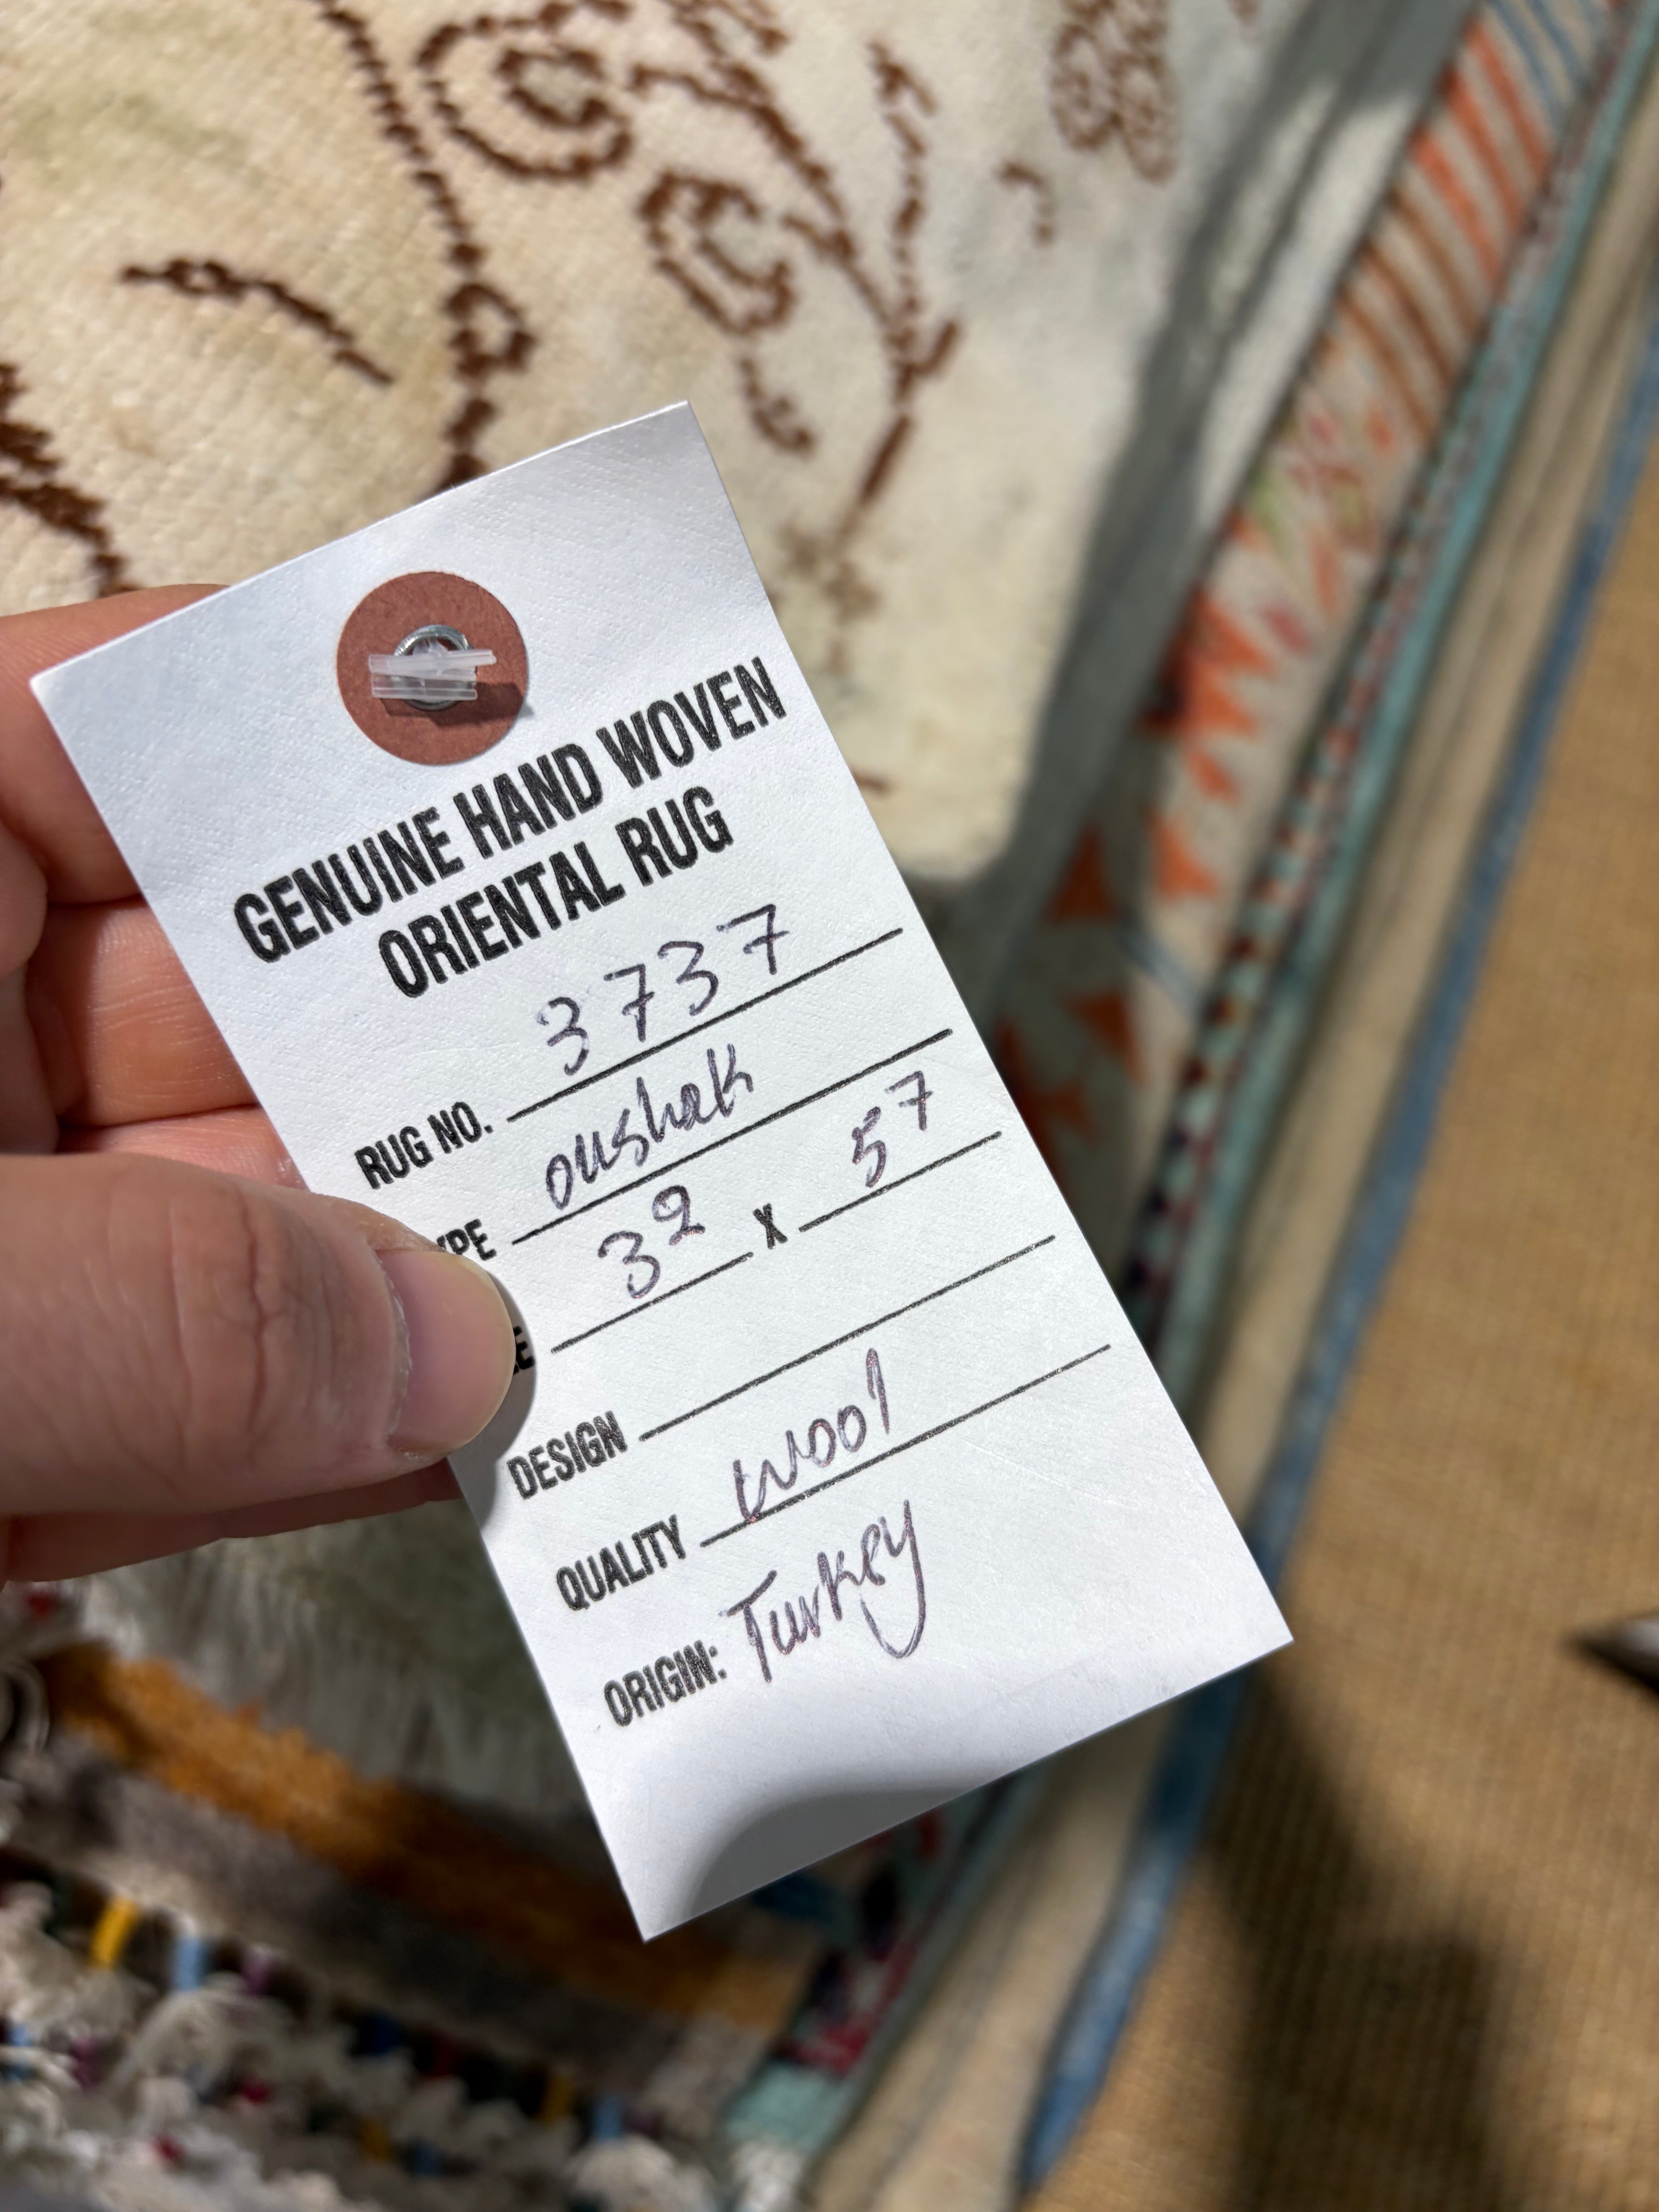 GENUINE HAND WOVEN
ORIENTAL RUG
RUG NO. 3737
oushak
3² x 5⁷
DESIGN
QUALITY wool
ORIGIN: Turkey